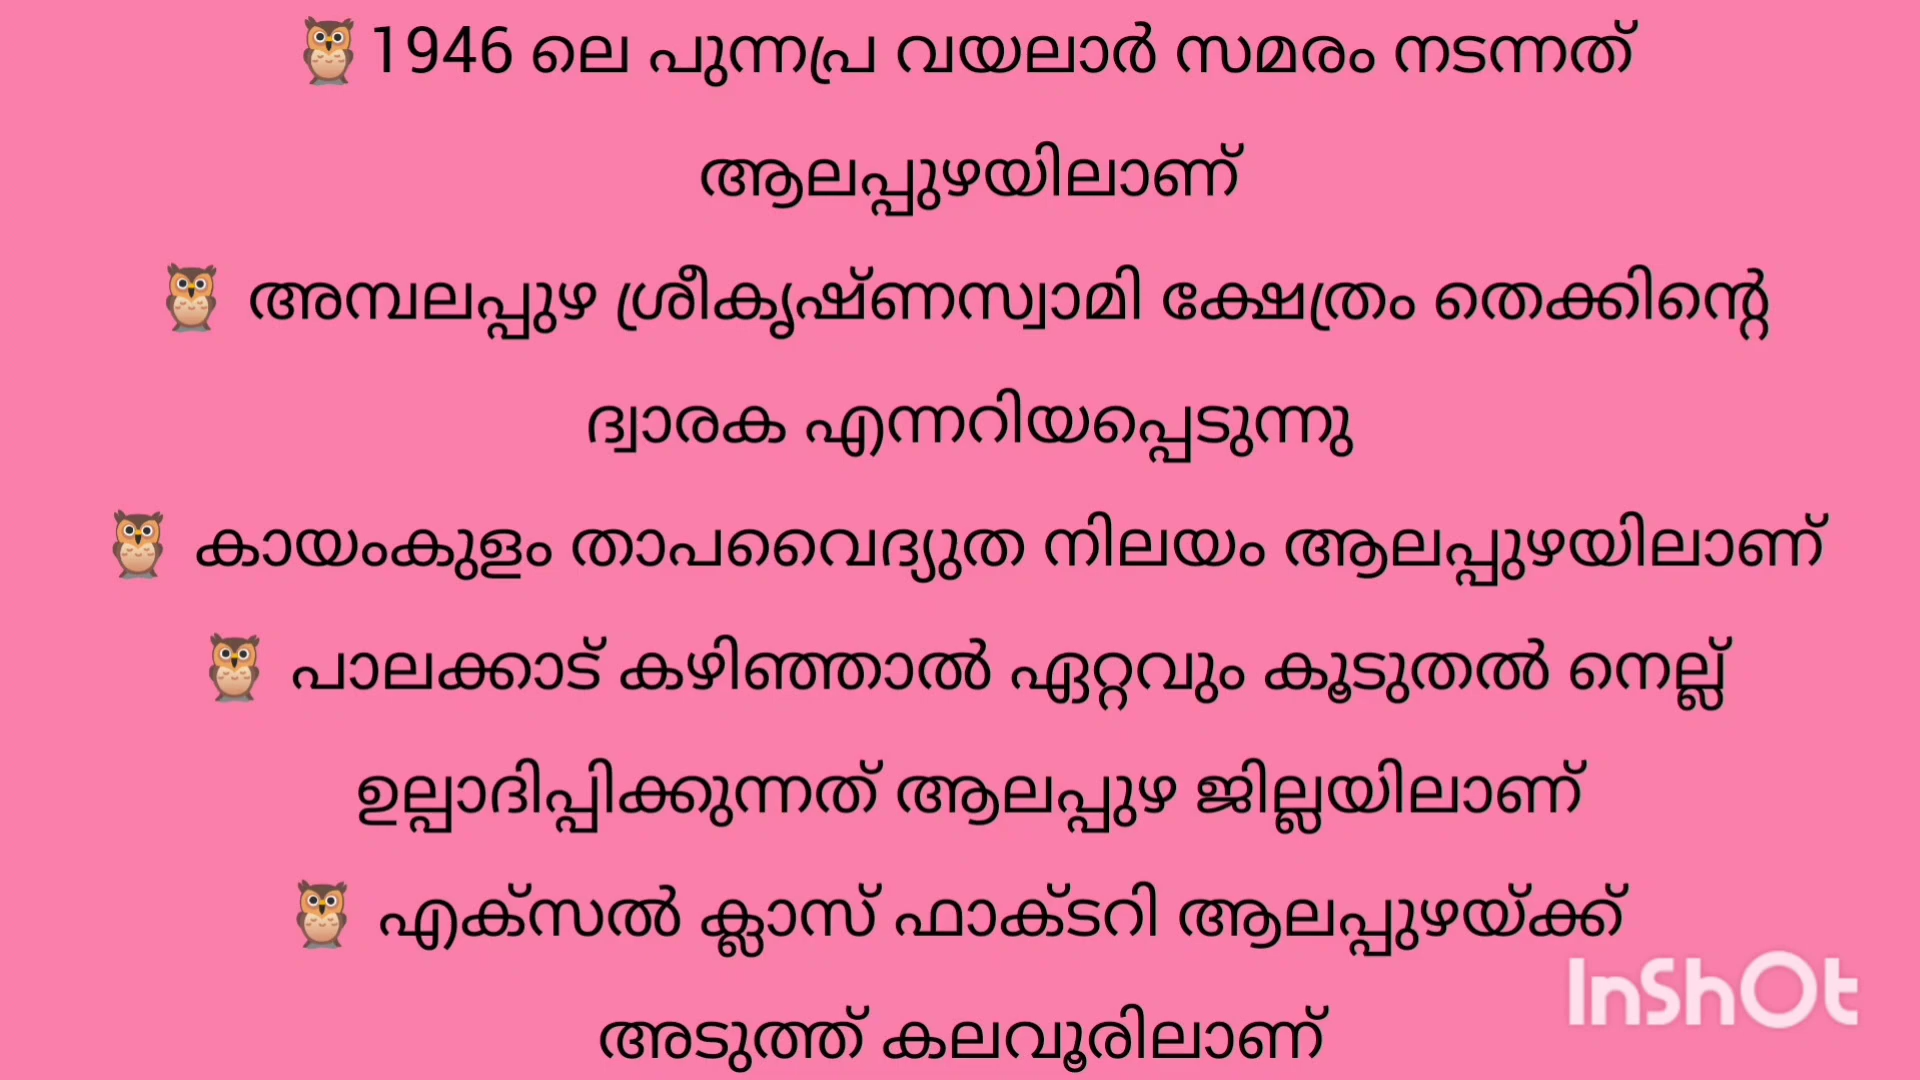 🦉1946 ലെ പുന്നപ്ര വയലാർ സമരം നടന്നത്
ആലപ്പുഴയിലാണ്
🦉 അമ്പലപ്പുഴ ശ്രീകൃഷ്ണസ്വാമി ക്ഷേത്രം തെക്കിന്റെ
ദ്വാരക എന്നറിയപ്പെടുന്നു
🦉 കായംകുളം താപവൈദ്യുത നിലയം ആലപ്പുഴയിലാണ്
🦉 പാലക്കാട് കഴിഞ്ഞാൽ ഏറ്റവും കൂടുതൽ നെല്ല്
ഉല്പാദിപ്പിക്കുന്നത് ആലപ്പുഴ ജില്ലയിലാണ്
🦉 എക്സൽ ക്ലാസ് ഫാക്ടറി ആലപ്പുഴയ്ക്ക്
അടുത്ത് കലവൂരിലാണ്
InShOt